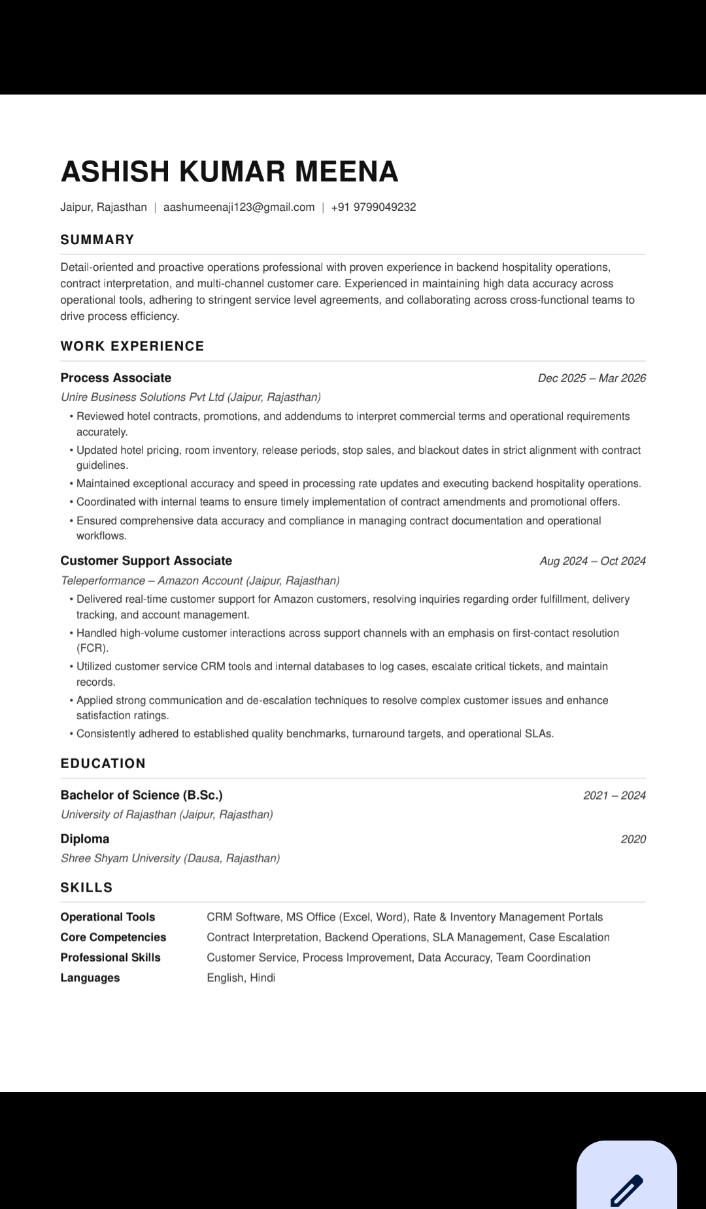 ASHISH KUMAR MEENA
Jaipur, Rajasthan | aashumeenaji123@gmail.com | +91 9799049232
SUMMARY
Detail-oriented and proactive operations professional with proven experience in backend hospitality operations,
contract interpretation, and multi-channel customer care. Experienced in maintaining high data accuracy across
operational tools, adhering to stringent service level agreements, and collaborating across cross-functional teams to
drive process efficiency.
WORK EXPERIENCE
Process Associate Dec 2025 – Mar 2026
Unire Business Solutions Pvt Ltd (Jaipur, Rajasthan)
• Reviewed hotel contracts, promotions, and addendums to interpret commercial terms and operational requirements
accurately.
• Updated hotel pricing, room inventory, release periods, stop sales, and blackout dates in strict alignment with contract
guidelines.
• Maintained exceptional accuracy and speed in processing rate updates and executing backend hospitality operations.
• Coordinated with internal teams to ensure timely implementation of contract amendments and promotional offers.
• Ensured comprehensive data accuracy and compliance in managing contract documentation and operational
workflows.
Customer Support Associate Aug 2024 – Oct 2024
Teleperformance – Amazon Account (Jaipur, Rajasthan)
• Delivered real-time customer support for Amazon customers, resolving inquiries regarding order fulfillment, delivery
tracking, and account management.
• Handled high-volume customer interactions across support channels with an emphasis on first-contact resolution
(FCR).
• Utilized customer service CRM tools and internal databases to log cases, escalate critical tickets, and maintain
records.
• Applied strong communication and de-escalation techniques to resolve complex customer issues and enhance
satisfaction ratings.
• Consistently adhered to established quality benchmarks, turnaround targets, and operational SLAs.
EDUCATION
Bachelor of Science (B.Sc.) 2021 – 2024
University of Rajasthan (Jaipur, Rajasthan)
Diploma 2020
Shree Shyam University (Dausa, Rajasthan)
SKILLS
Operational Tools CRM Software, MS Office (Excel, Word), Rate & Inventory Management Portals
Core Competencies Contract Interpretation, Backend Operations, SLA Management, Case Escalation
Professional Skills Customer Service, Process Improvement, Data Accuracy, Team Coordination
Languages English, Hindi